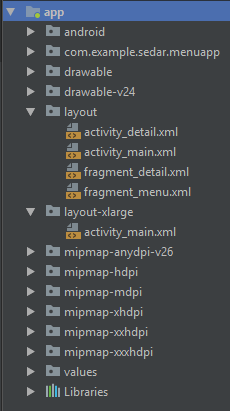 app
android
com.example.sedar.menuapp
drawable
drawable-v24
layout
activity_detail.xml
activity_main.xml
fragment_detail.xml
fragment_menu.xml
layout-xlarge
activity_main.xml
mipmap-anydpi-v26
mipmap-hdpi
mipmap-mdpi
mipmap-xhdpi
mipmap-xxhdpi
mipmap-xxxhdpi
values
Libraries